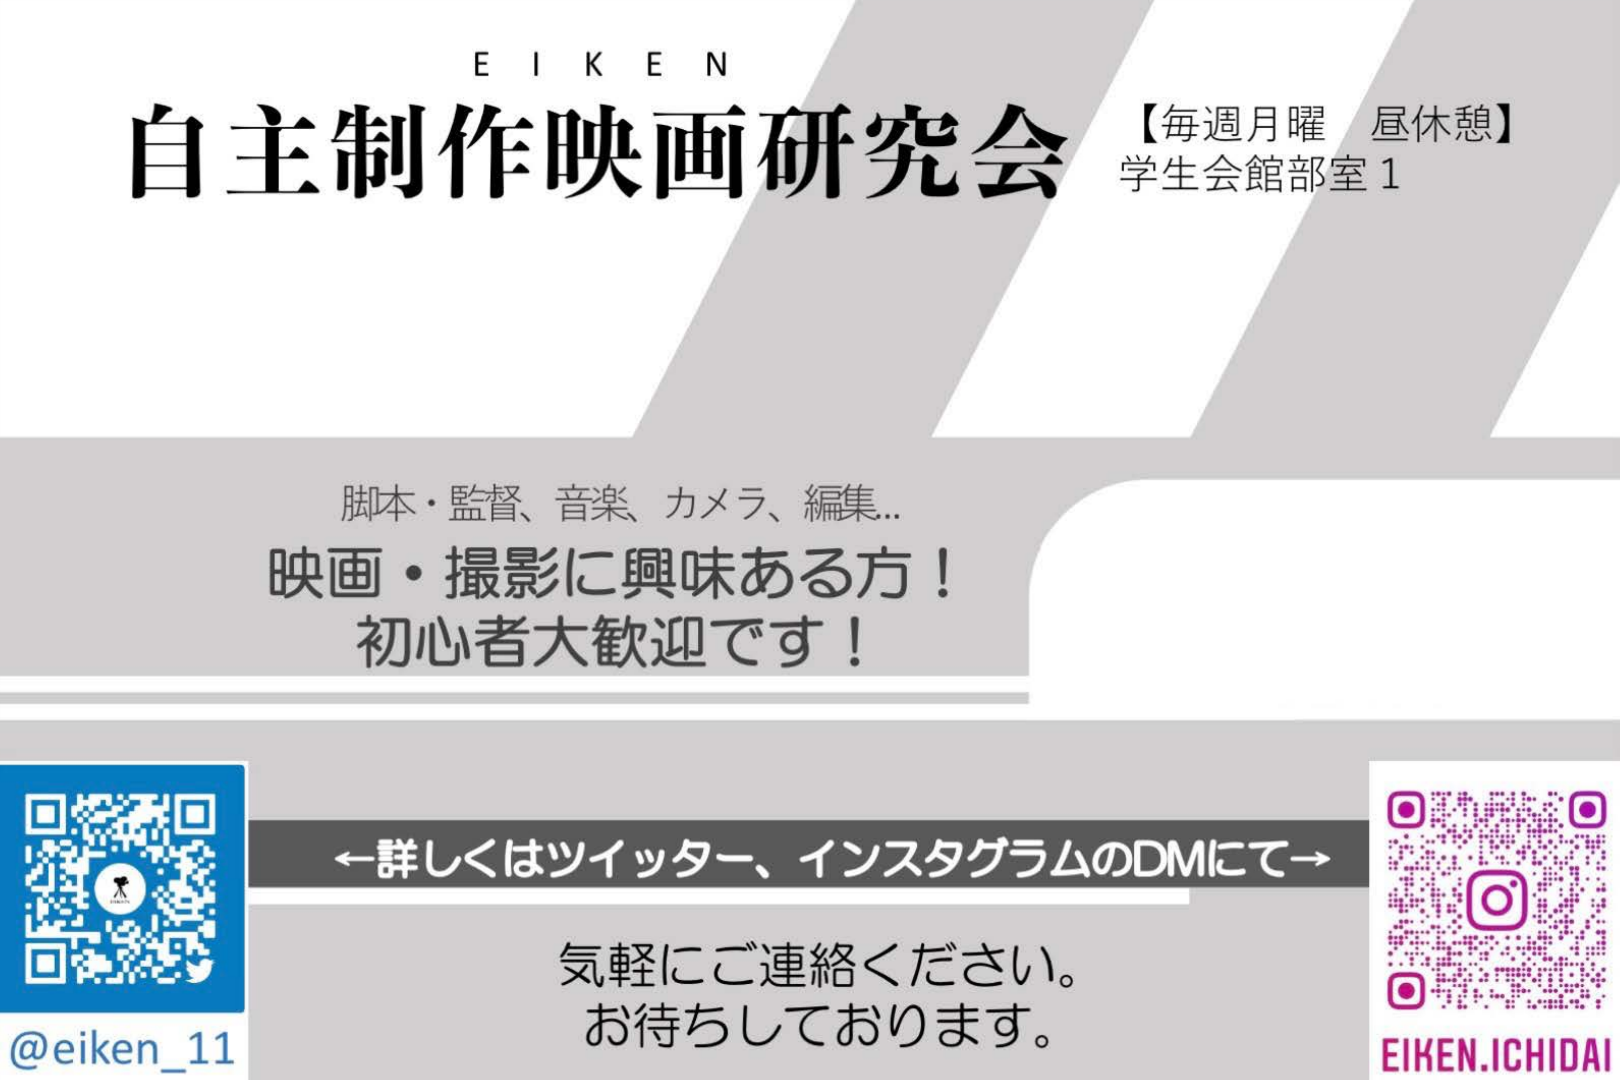 EIKEN
自主制作映画研究会
【毎週月曜　昼休憩】
学生会館部室1
脚本・監督、音楽、カメラ、編集...
映画・撮影に興味ある方！
初心者大歓迎です！
←詳しくはツイッター、インスタグラムのDMにて→
気軽にご連絡ください。
お待ちしております。
@eiken_11
EIKEN.ICHIDAI